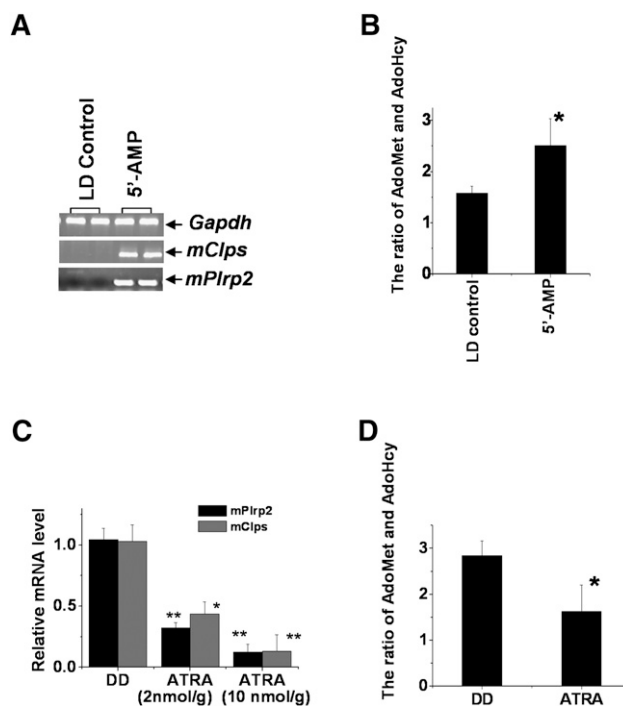 A
LD Control
5'-AMP
Gapdh
mClps
mPlrp2
B
The ratio of AdoMet and AdoHcy
3
2
1
0
*
LD control
5'-AMP
C
Relative mRNA level
1.0
0.5
0.0
mPlrp2
mClps
** *
** **
DD ATRA ATRA
(2nmol/g) (10 nmol/g)
D
The ratio of AdoMet and AdoHcy
3
2
1
0
*
DD ATRA